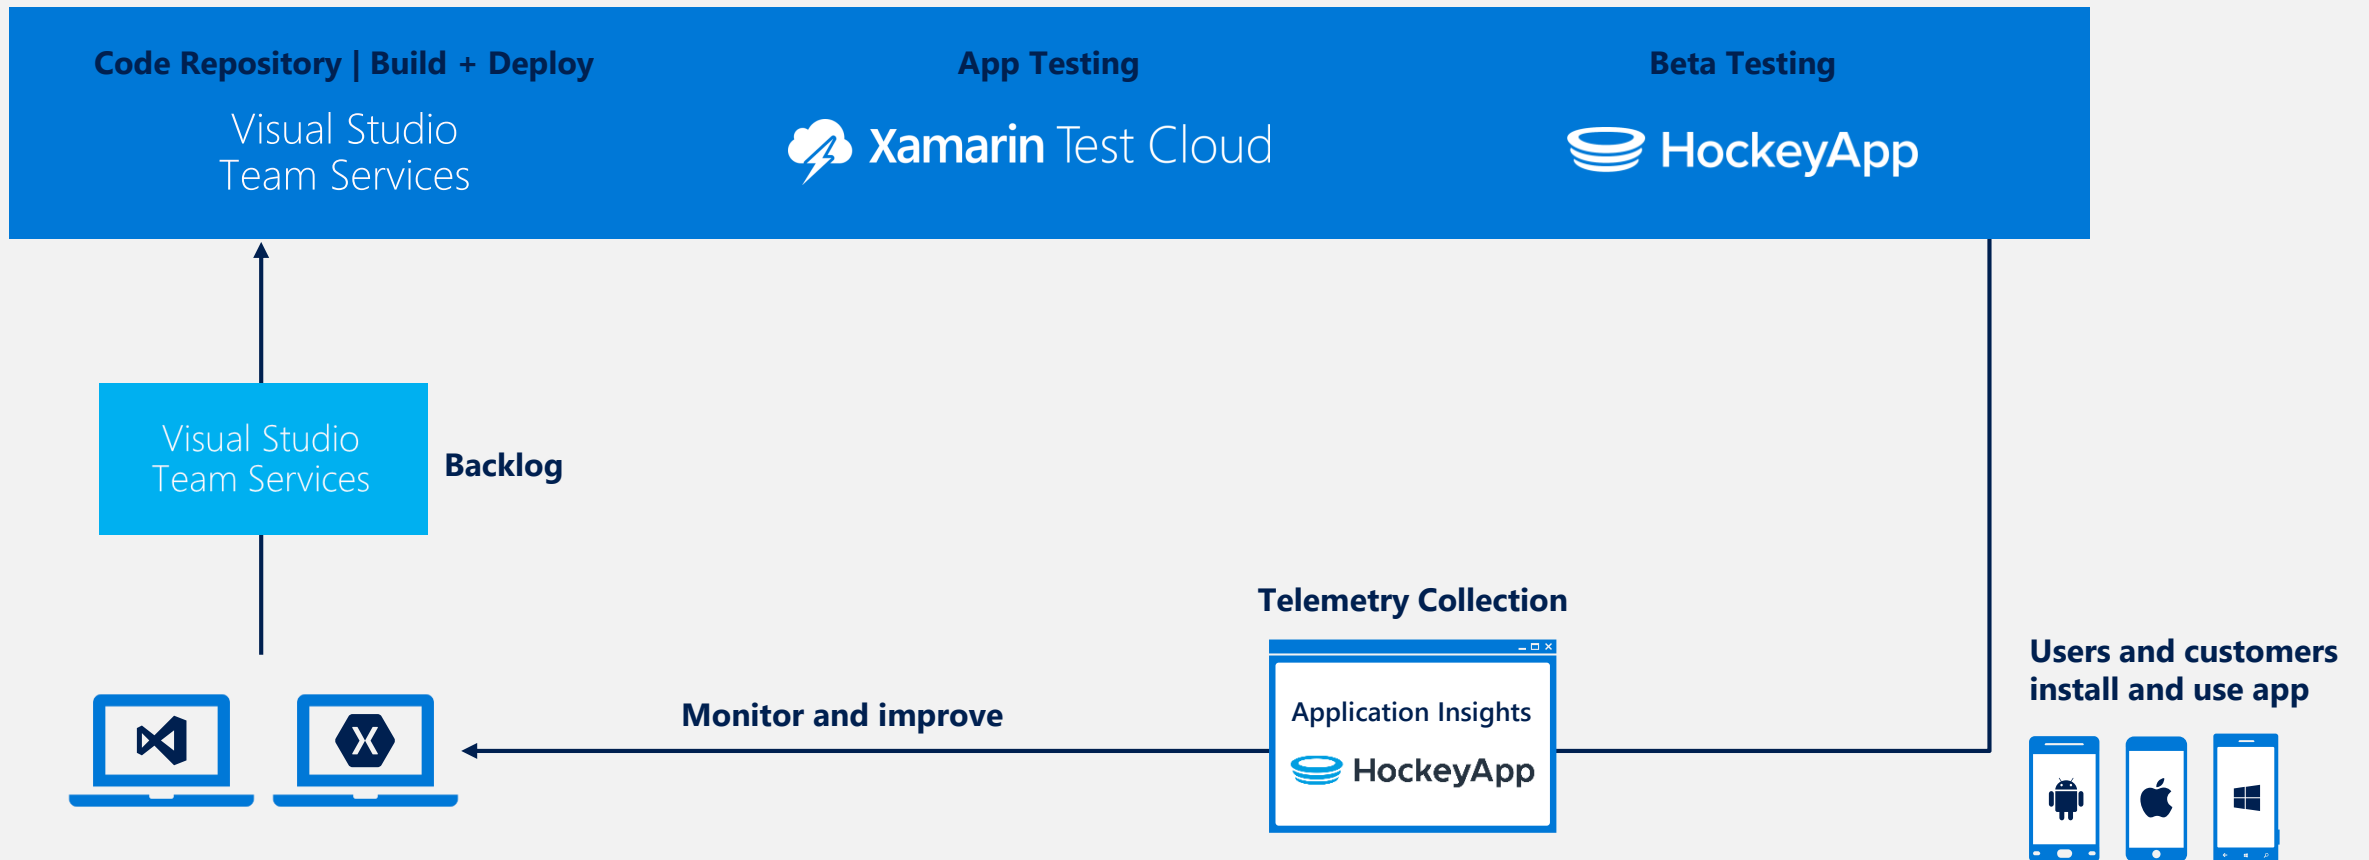 Code Repository | Build + Deploy
Visual Studio
Team Services
App Testing
Xamarin Test Cloud
Beta Testing
HockeyApp
Visual Studio
Team Services
Backlog
Telemetry Collection
Application Insights
HockeyApp
Monitor and improve
Users and customers
install and use app